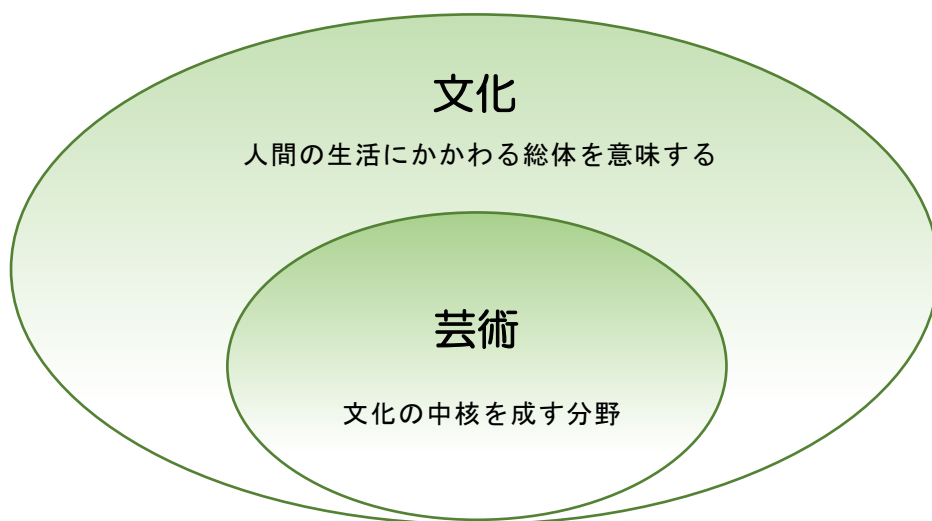 文化
人間の生活にかかわる総体を意味する
芸術
文化の中核を成す分野